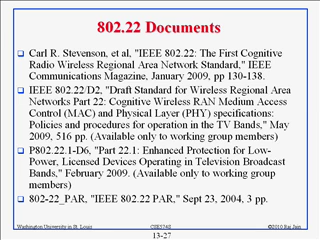 802.22 Documents
Carl R. Stevenson, et al, "IEEE 802.22: The First Cognitive
Radio Wireless Regional Area Network Standard," IEEE
Communications Magazine, January 2009, pp 130-138.
IEEE 802.22/D2, "Draft Standard for Wireless Regional Area
Networks Part 22: Cognitive Wireless RAN Medium Access
Control (MAC) and Physical Layer (PHY) specifications:
Policies and procedures for operation in the TV Bands," May
2009, 516 pp. (Available only to working group members)
P802.22.1-D6, "Part 22.1: Enhanced Protection for Low-
Power, Licensed Devices Operating in Television Broadcast
Bands," February 2009. (Available only to working group
members)
802-22_PAR, "IEEE 802.22 PAR," Sept 23, 2004, 3 pp.
Washington University in St. Louis CSE574S ©2010 Raj Jain
13-27